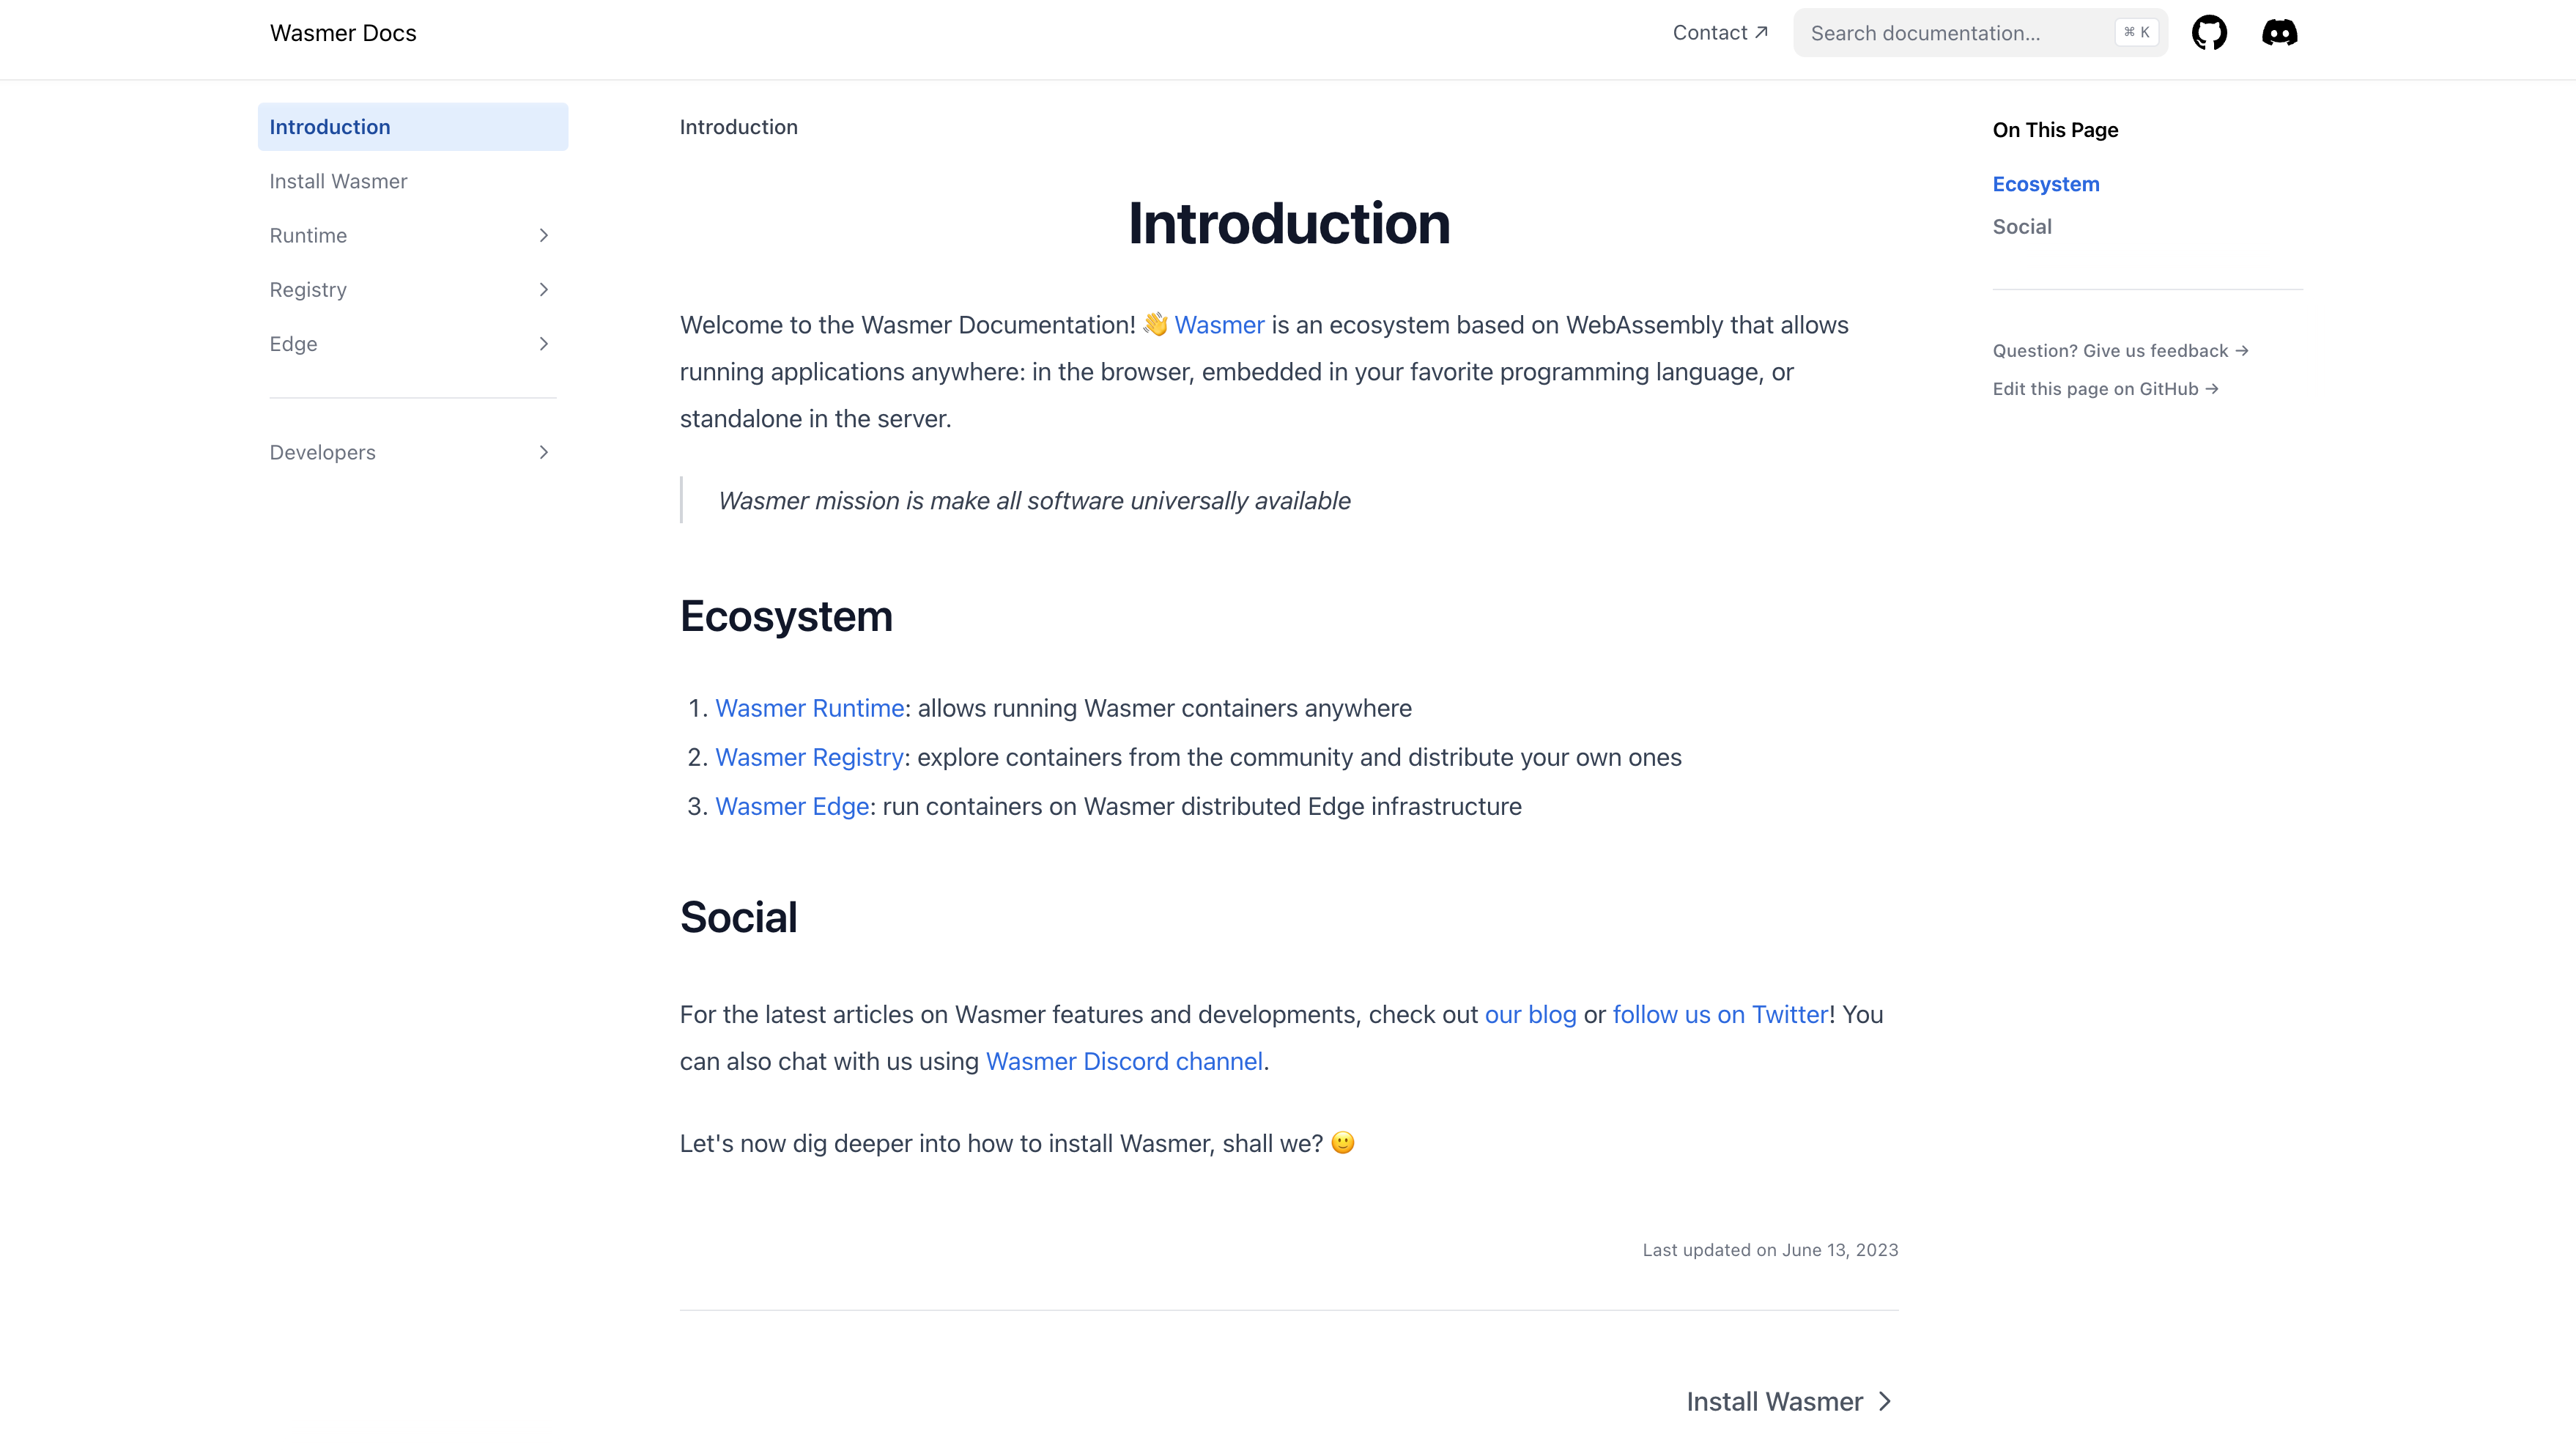 Wasmer Docs
Contact ↗
Search documentation...
⌘ K
Introduction
Install Wasmer
Runtime
Registry
Edge
Developers
Introduction
Introduction
Welcome to the Wasmer Documentation! 👋 Wasmer is an ecosystem based on WebAssembly that allows
running applications anywhere: in the browser, embedded in your favorite programming language, or
standalone in the server.
Wasmer mission is make all software universally available
Ecosystem
1. Wasmer Runtime: allows running Wasmer containers anywhere
2. Wasmer Registry: explore containers from the community and distribute your own ones
3. Wasmer Edge: run containers on Wasmer distributed Edge infrastructure
Social
For the latest articles on Wasmer features and developments, check out our blog or follow us on Twitter! You
can also chat with us using Wasmer Discord channel.
Let's now dig deeper into how to install Wasmer, shall we? 🙂
Last updated on June 13, 2023
Install Wasmer
On This Page
Ecosystem
Social
Question? Give us feedback →
Edit this page on GitHub →